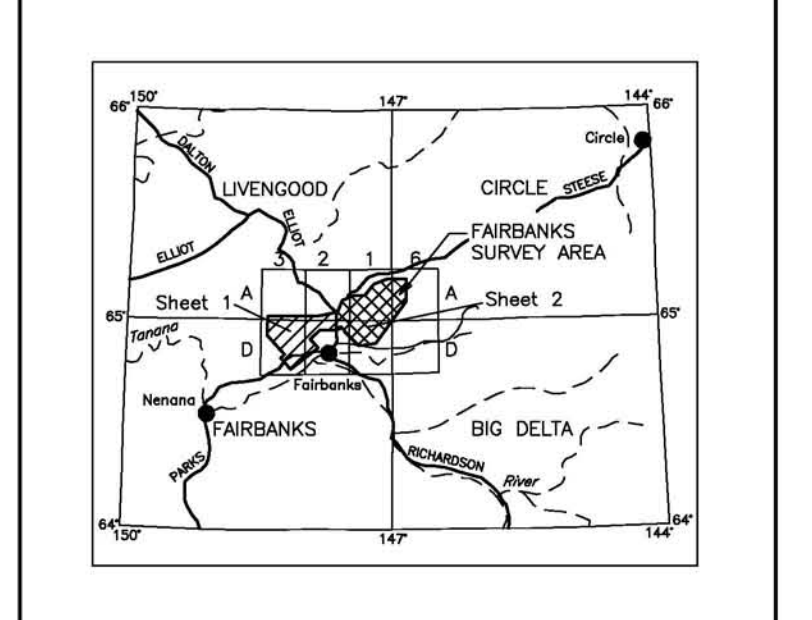 150°
147°
144°
66°
66°
Circle
DALTON
LIVENGOOD
CIRCLE
STEESE
ELLIOT
FAIRBANKS
SURVEY AREA
ELLIOT
3 2 1 6
A
A
Sheet 1
Sheet 2
65°
65°
Tanana
D
D
Nenana
Fairbanks
FAIRBANKS
BIG DELTA
PARKS
RICHARDSON
River
64°
64°
150°
147°
144°